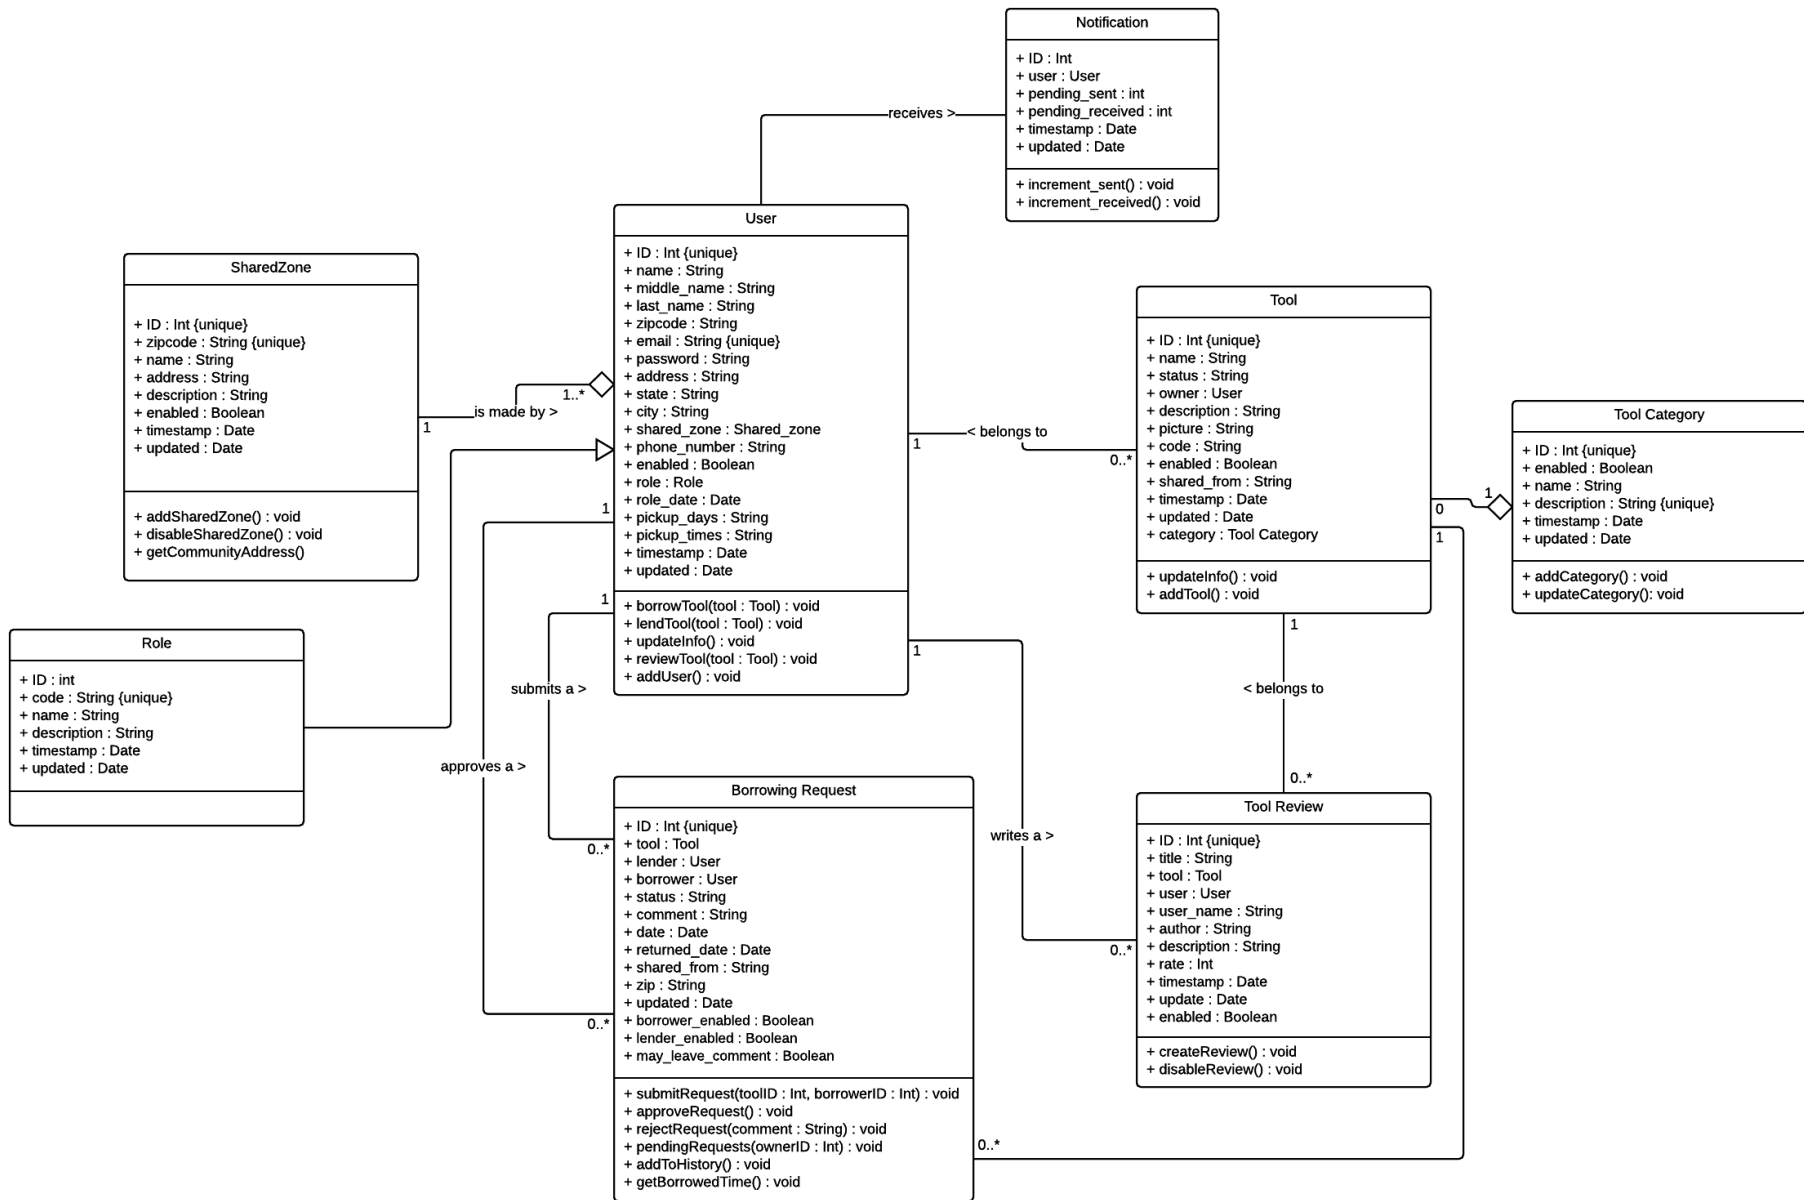 Notification
+ ID : Int
+ user : User
+ pending_sent : int
+ pending_received : int
+ timestamp : Date
+ updated : Date
+ increment_sent() : void
+ increment_received() : void
receives >
User
+ ID : Int {unique}
+ name : String
+ middle_name : String
+ last_name : String
+ zipcode : String
+ email : String {unique}
+ password : String
+ address : String
+ state : String
+ city : String
+ shared_zone : Shared_zone
+ phone_number : String
+ enabled : Boolean
+ role : Role
+ role_date : Date
+ pickup_days : String
+ pickup_times : String
+ timestamp : Date
+ updated : Date
+ borrowTool(tool : Tool) : void
+ lendTool(tool : Tool) : void
+ updateInfo() : void
+ reviewTool(tool : Tool) : void
+ addUser() : void
SharedZone
+ ID : Int {unique}
+ zipcode : String {unique}
+ name : String
+ address : String
+ description : String
+ enabled : Boolean
+ timestamp : Date
+ updated : Date
+ addSharedZone() : void
+ disableSharedZone() : void
+ getCommunityAddress()
1..*
is made by >
1
Tool
+ ID : Int {unique}
+ name : String
+ status : String
+ owner : User
+ description : String
+ picture : String
+ code : String
+ enabled : Boolean
+ shared_from : String
+ timestamp : Date
+ updated : Date
+ category : Tool Category
+ updateInfo() : void
+ addTool() : void
< belongs to
1
0..*
Tool Category
+ ID : Int {unique}
+ enabled : Boolean
+ name : String
+ description : String {unique}
+ timestamp : Date
+ updated : Date
+ addCategory() : void
+ updateCategory(): void
1
0
1
Role
+ ID : int
+ code : String {unique}
+ name : String
+ description : String
+ timestamp : Date
+ updated : Date
1
1
submits a >
approves a >
0..*
0..*
1
writes a >
0..*
1
< belongs to
0..*
Borrowing Request
+ ID : Int {unique}
+ tool : Tool
+ lender : User
+ borrower : User
+ status : String
+ comment : String
+ date : Date
+ returned_date : Date
+ shared_from : String
+ zip : String
+ updated : Date
+ borrower_enabled : Boolean
+ lender_enabled : Boolean
+ may_leave_comment : Boolean
+ submitRequest(toolID : Int, borrowerID : Int) : void
+ approveRequest() : void
+ rejectRequest(comment : String) : void
+ pendingRequests(ownerID : Int) : void
+ addToHistory() : void
+ getBorrowedTime() : void
0..*
Tool Review
+ ID : Int {unique}
+ title : String
+ tool : Tool
+ user : User
+ user_name : String
+ author : String
+ description : String
+ rate : Int
+ timestamp : Date
+ update : Date
+ enabled : Boolean
+ createReview() : void
+ disableReview() : void